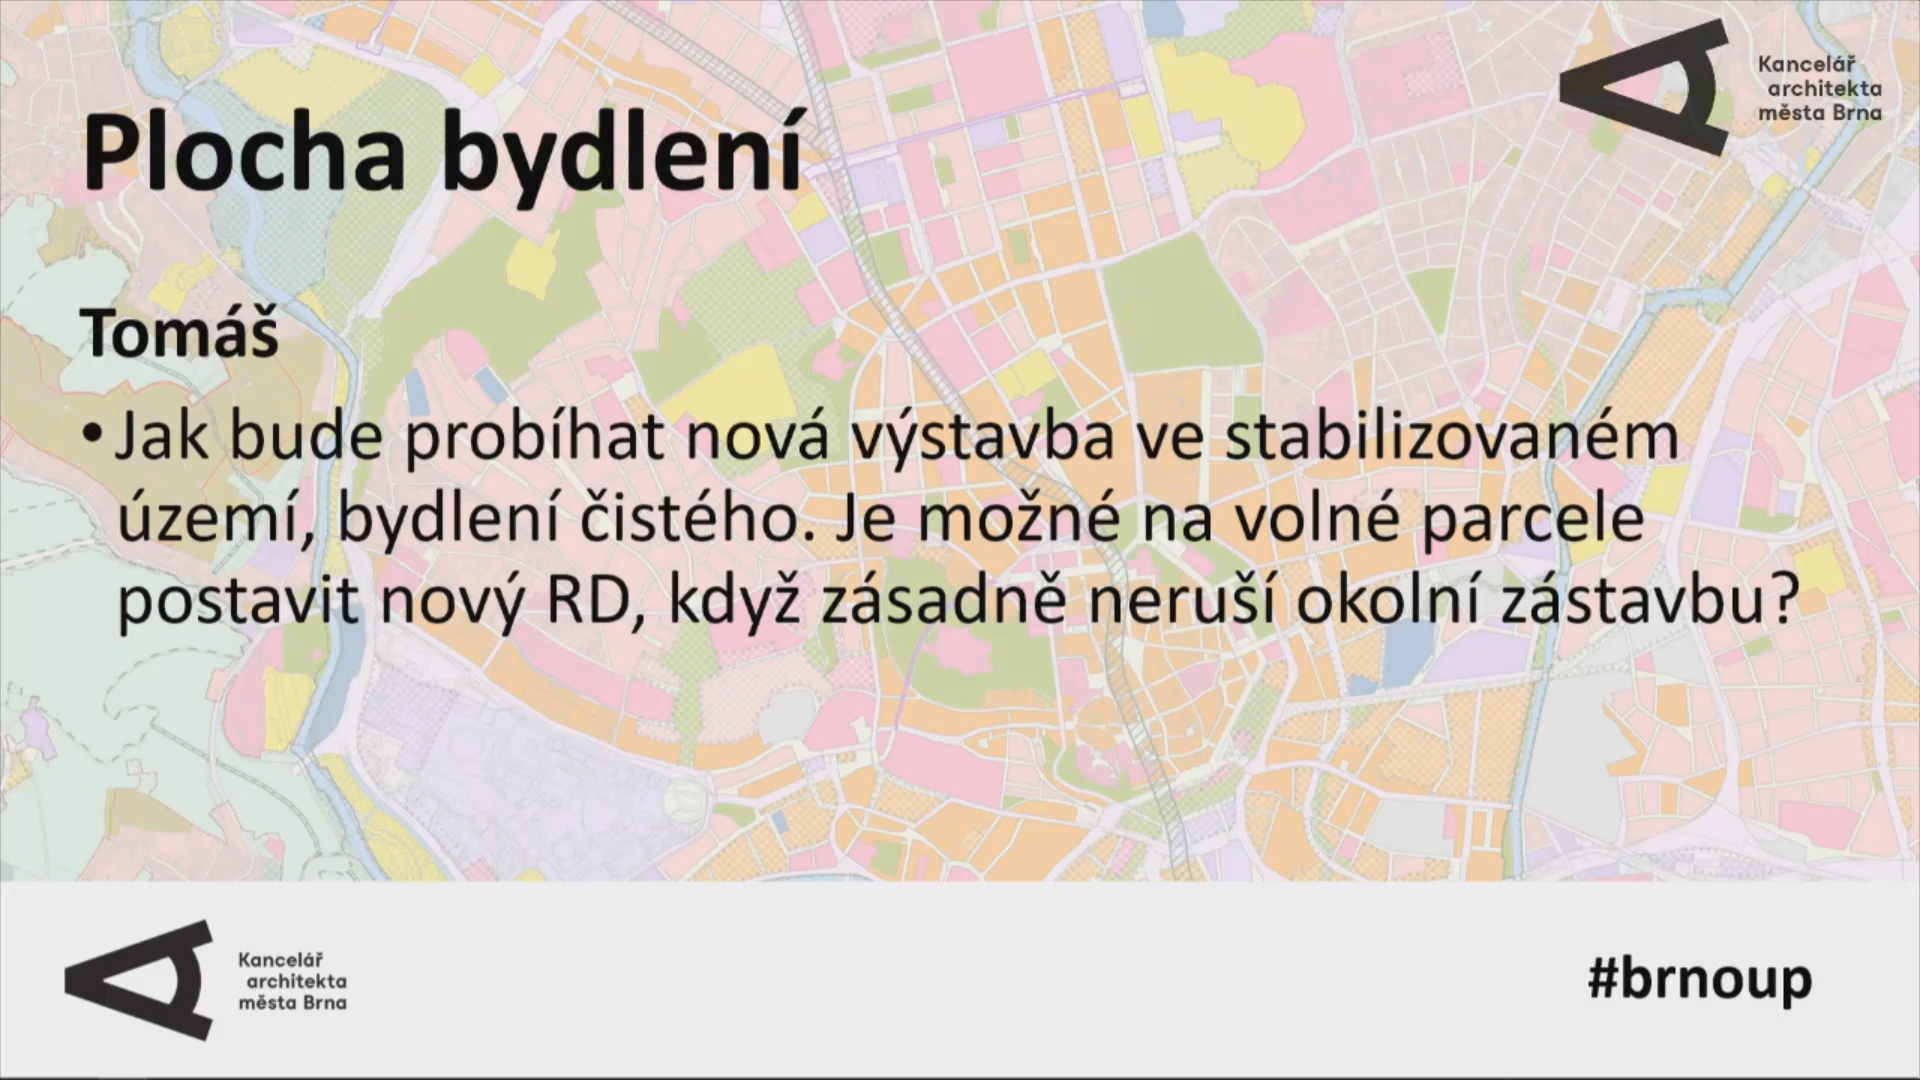 Kancelář
architekta
města Brna
Plocha bydlení
Tomáš
• Jak bude probíhat nová výstavba ve stabilizovaném
území, bydlení čistého. Je možné na volné parcele
postavit nový RD, když zásadně neruší okolní zástavbu?
Kancelář
architekta
města Brna
#brnoup